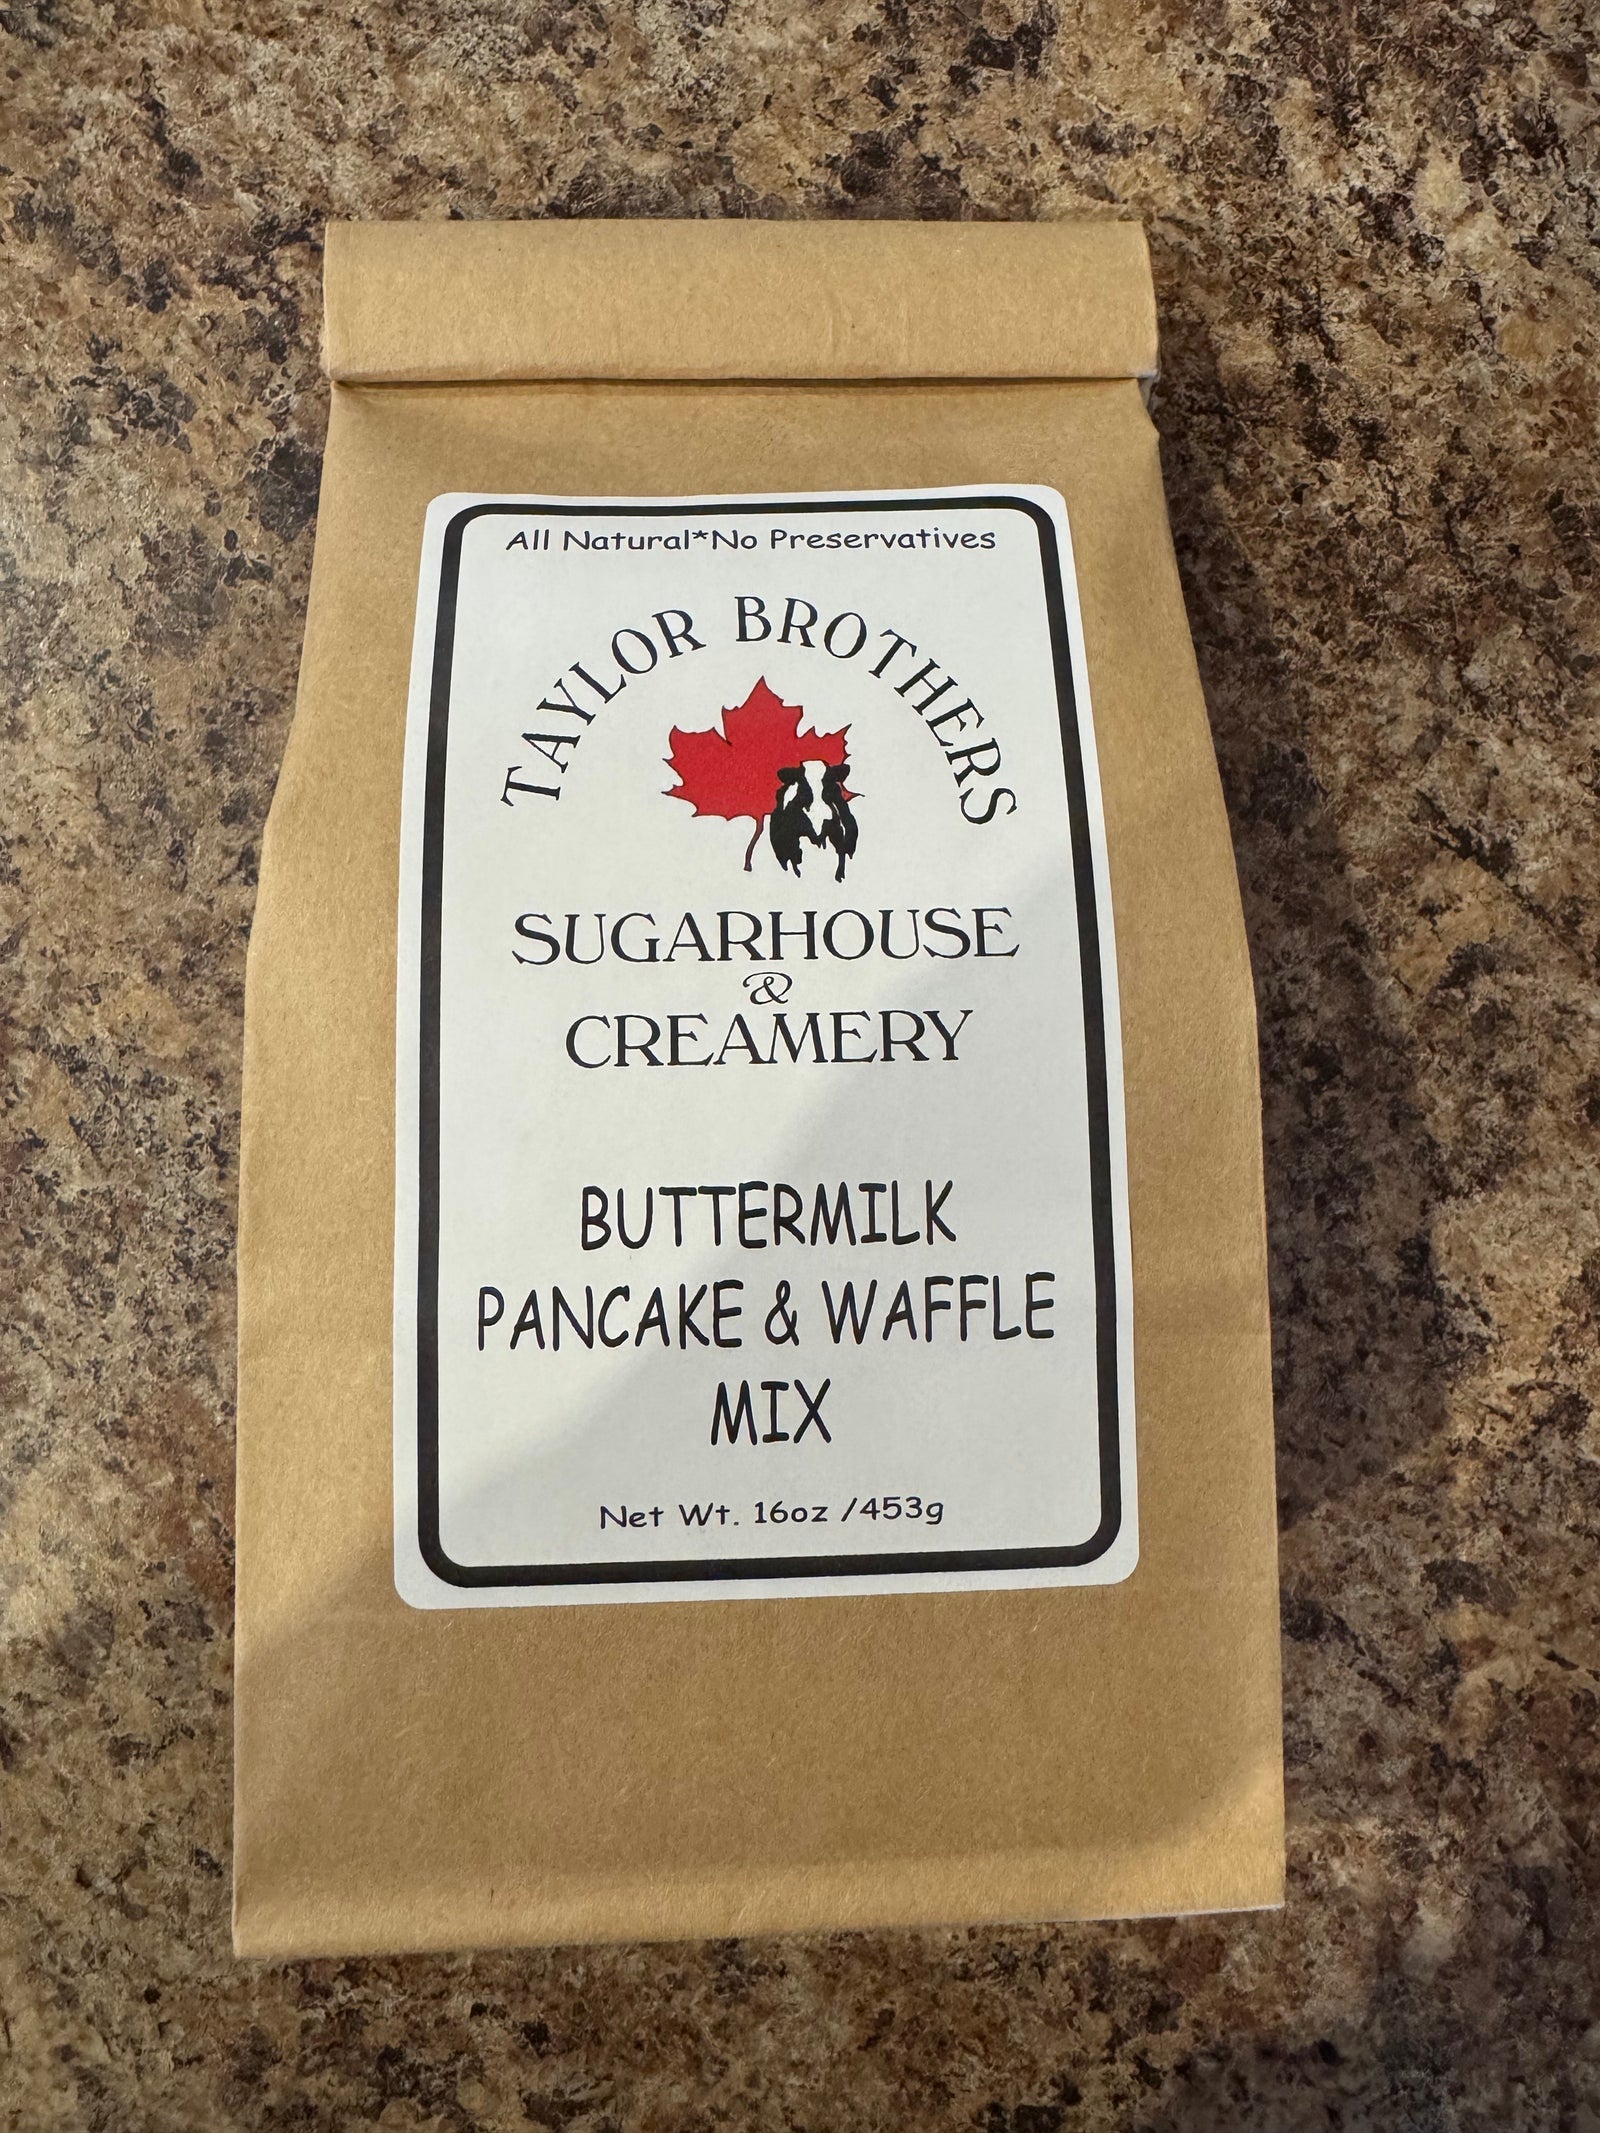 All Natural*No Preservatives
TAYLOR BROTHERS
SUGARHOUSE
&
CREAMERY
BUTTERMILK
PANCAKE & WAFFLE
MIX
Net Wt. 16oz /453g